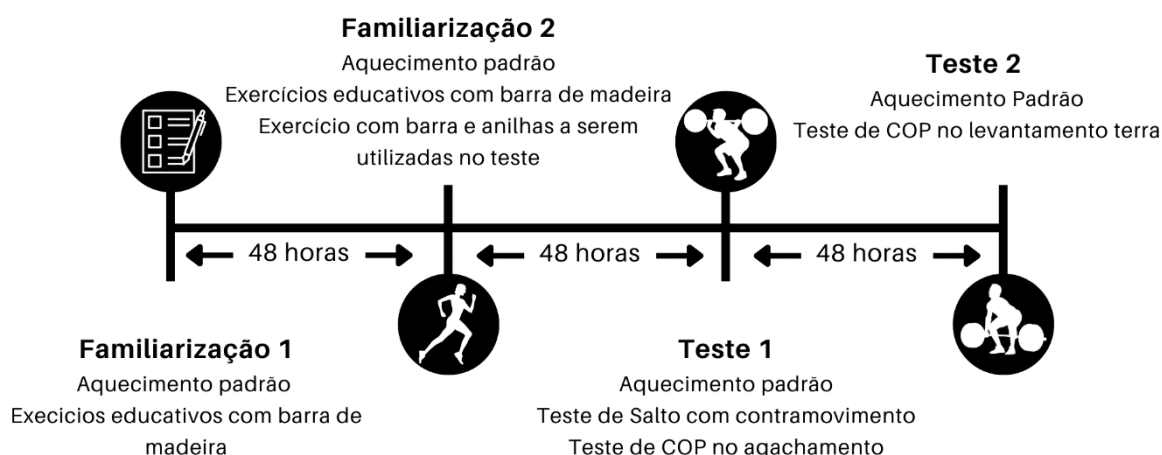 Familiarização 2
Aquecimento padrão
Exercícios educativos com barra de madeira
Exercício com barra e anilhas a serem
utilizadas no teste
Teste 2
Aquecimento Padrão
Teste de COP no levantamento terra
48 horas
48 horas
48 horas
Familiarização 1
Aquecimento padrão
Execicios educativos com barra de
madeira
Teste 1
Aquecimento padrão
Teste de Salto com contramovimento
Teste de COP no agachamento